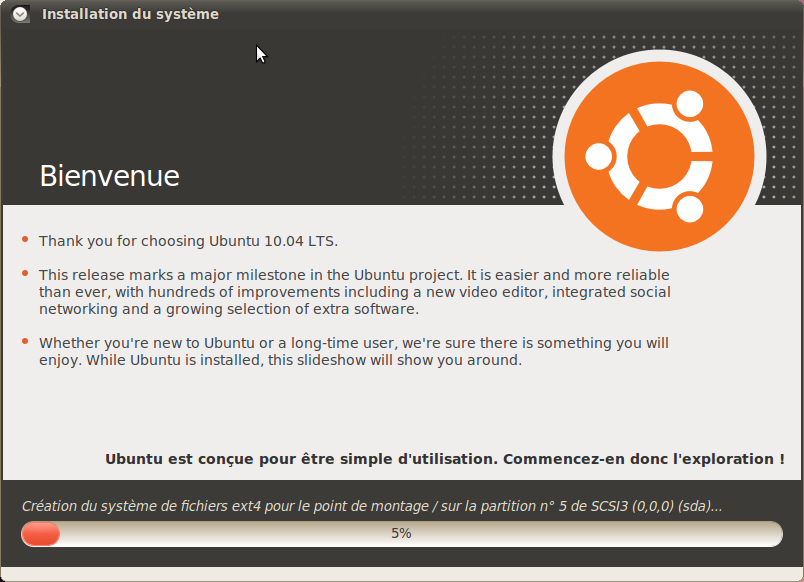 Installation du système
Bienvenue
Thank you for choosing Ubuntu 10.04 LTS.
This release marks a major milestone in the Ubuntu project. It is easier and more reliable
than ever, with hundreds of improvements including a new video editor, integrated social
networking and a growing selection of extra software.
Whether you're new to Ubuntu or a long-time user, we're sure there is something you will
enjoy. While Ubuntu is installed, this slideshow will show you around.
Ubuntu est conçue pour être simple d'utilisation. Commencez-en donc l'exploration !
Création du système de fichiers ext4 pour le point de montage / sur la partition n° 5 de SCSI3 (0,0,0) (sda)...
5%